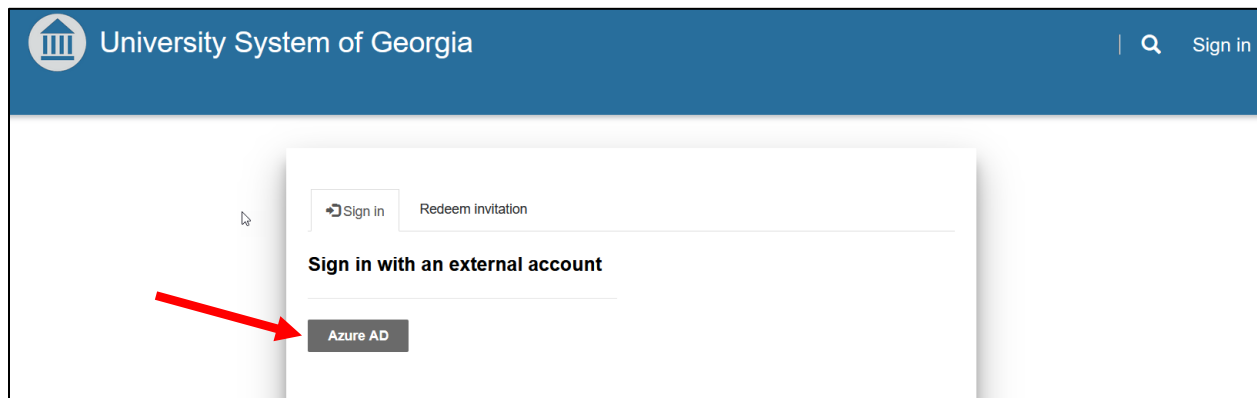 University System of Georgia
Sign in
Sign in
Redeem invitation
Sign in with an external account
Azure AD